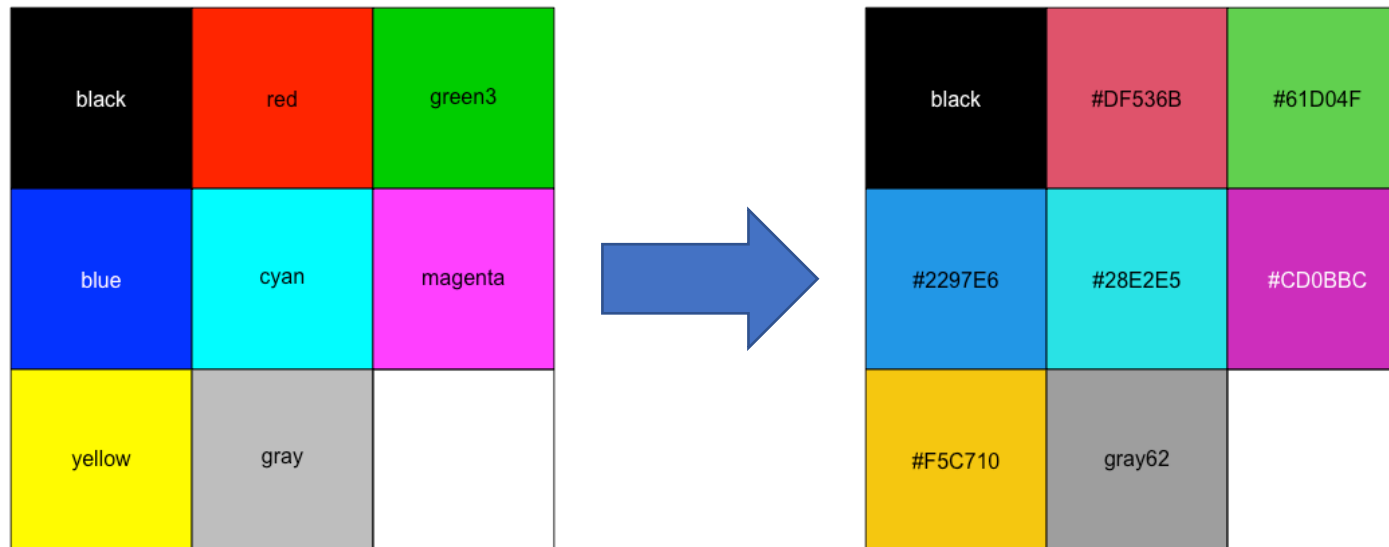 black
red
green3
blue
cyan
magenta
yellow
gray
black
#DF536B
#61D04F
#2297E6
#28E2E5
#CD0BBC
#F5C710
gray62